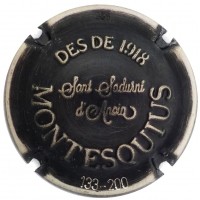 DES DE 1918
Sant Sadurní
d'Anoia
MONTESQUIUS
133-200